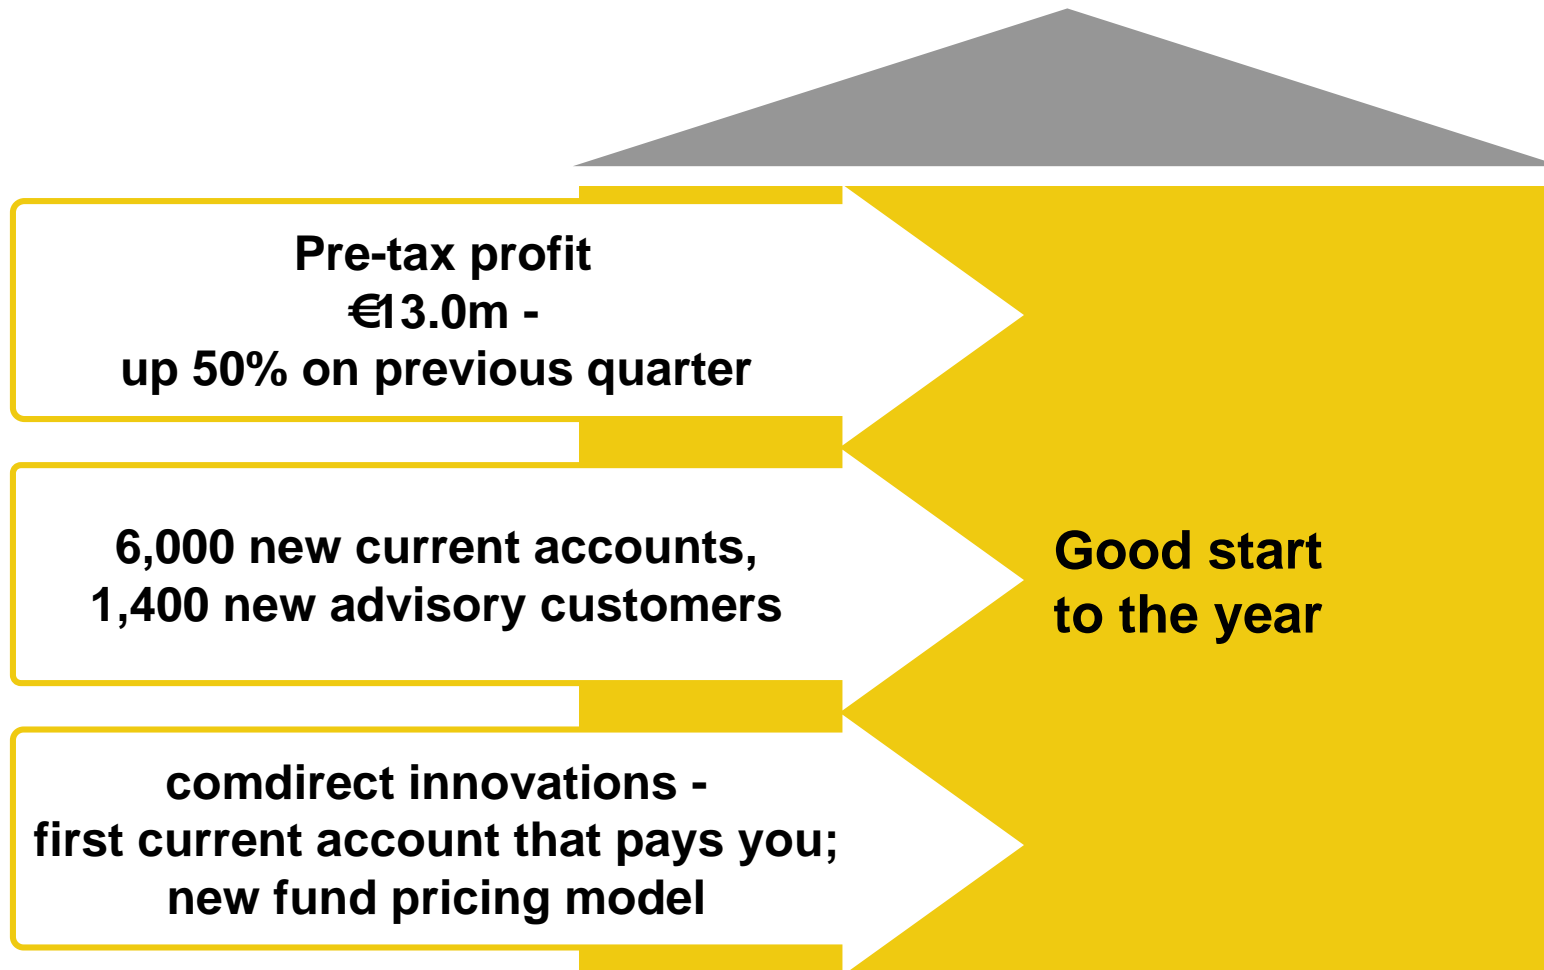 Pre-tax profit
€13.0m -
up 50% on previous quarter
6,000 new current accounts,
1,400 new advisory customers
Good start
to the year
comdirect innovations -
first current account that pays you;
new fund pricing model